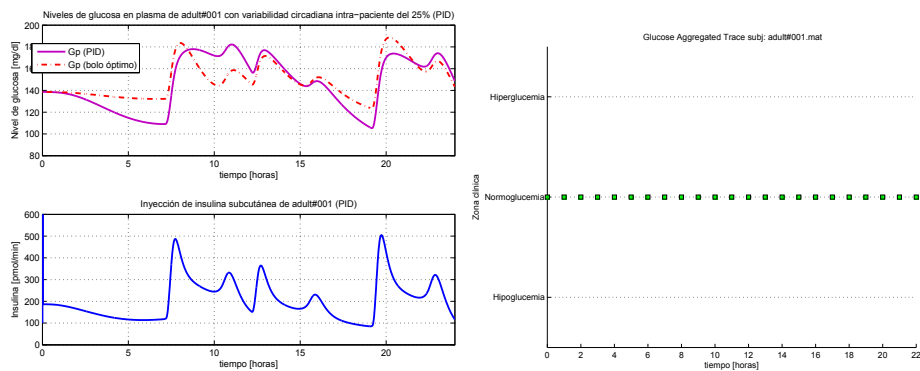 Niveles de glucosa en plasma de adult#001 con variabilidad circadiana intra-paciente del 25% (PID)
Nivel de glucosa [mg/dl]
200
180
160
140
120
100
80
Gp (PID)
Gp (bolo óptimo)
0 5 10 15 20
tiempo [horas]
Inyección de insulina subcutánea de adult#001 (PID)
Insulina [pmol/min]
600
500
400
300
200
100
0
0 5 10 15 20
tiempo [horas]
Glucose Aggregated Trace subj: adult#001.mat
Zona clínica
Hiperglucemia
Normoglucemia
Hipoglucemia
0 2 4 6 8 10 12 14 16 18 20 22
tiempo [horas]